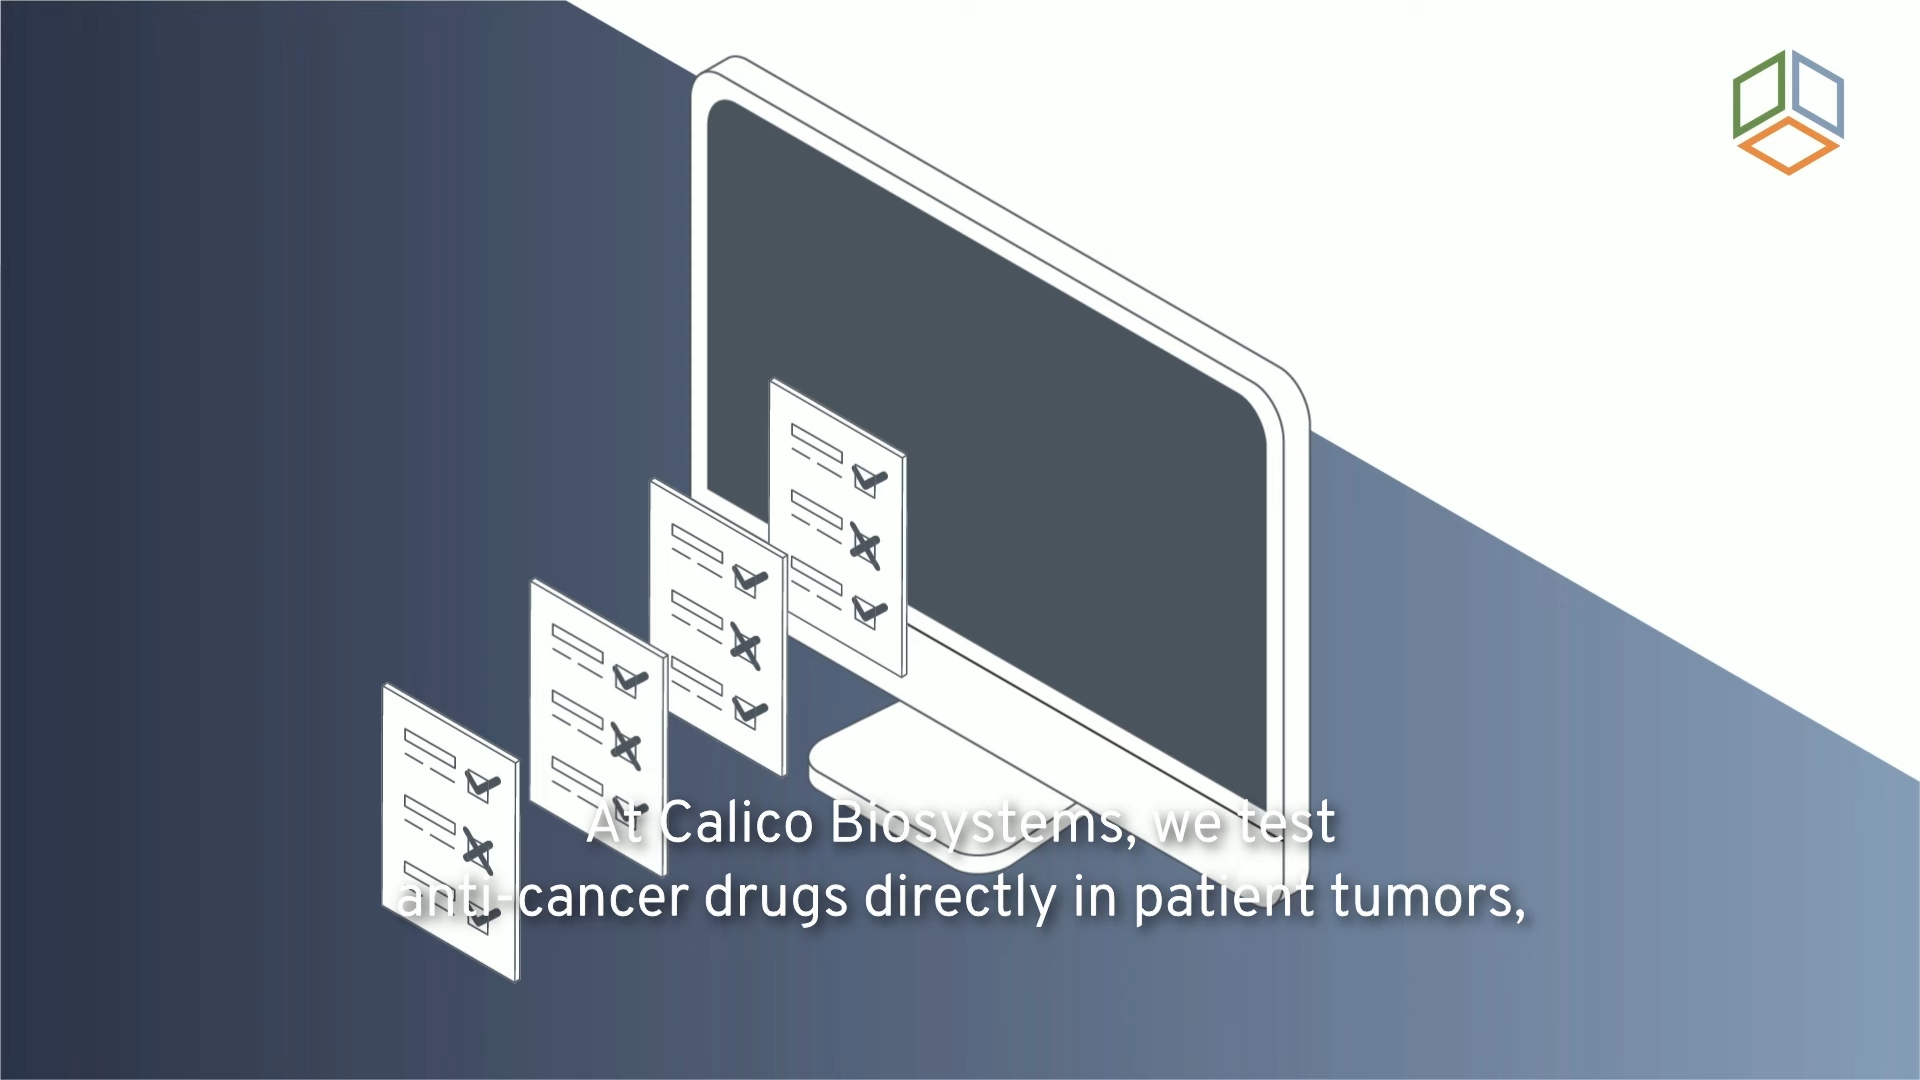 At Calico Biosystems, we test
anti-cancer drugs directly in patient tumors,